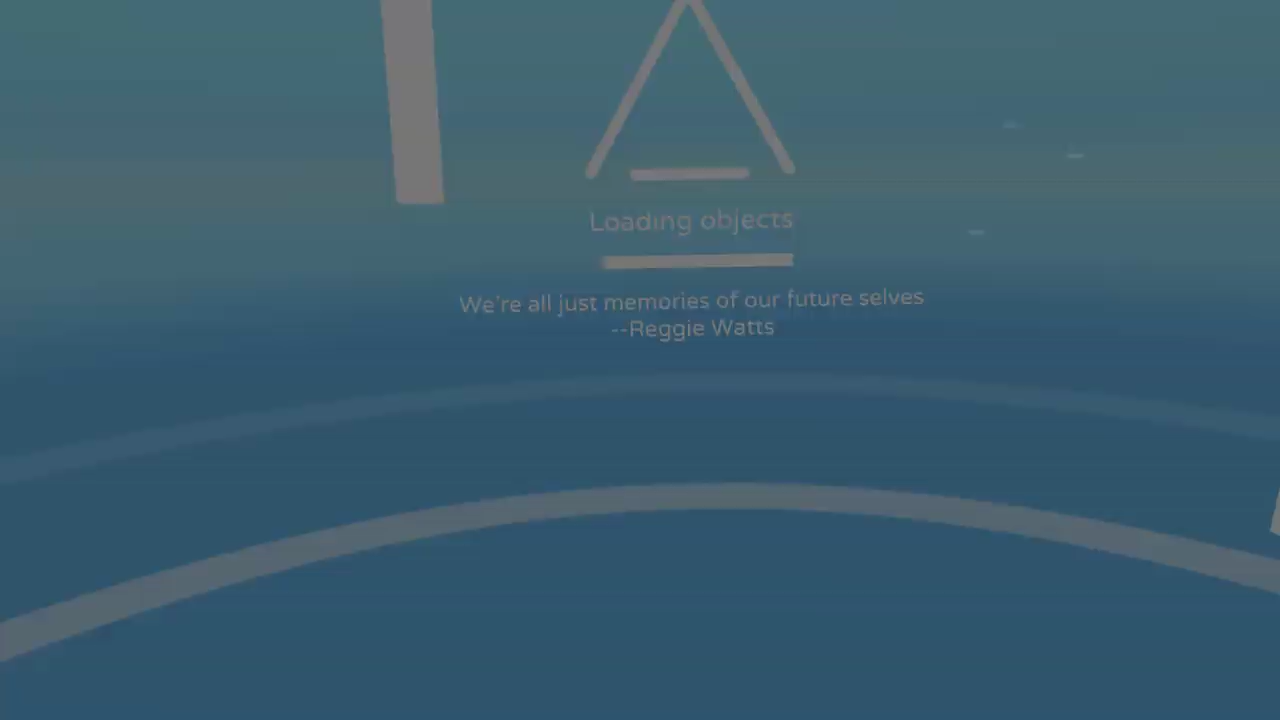 Loading objects
We're all just memories of our future selves
--Reggie Watts